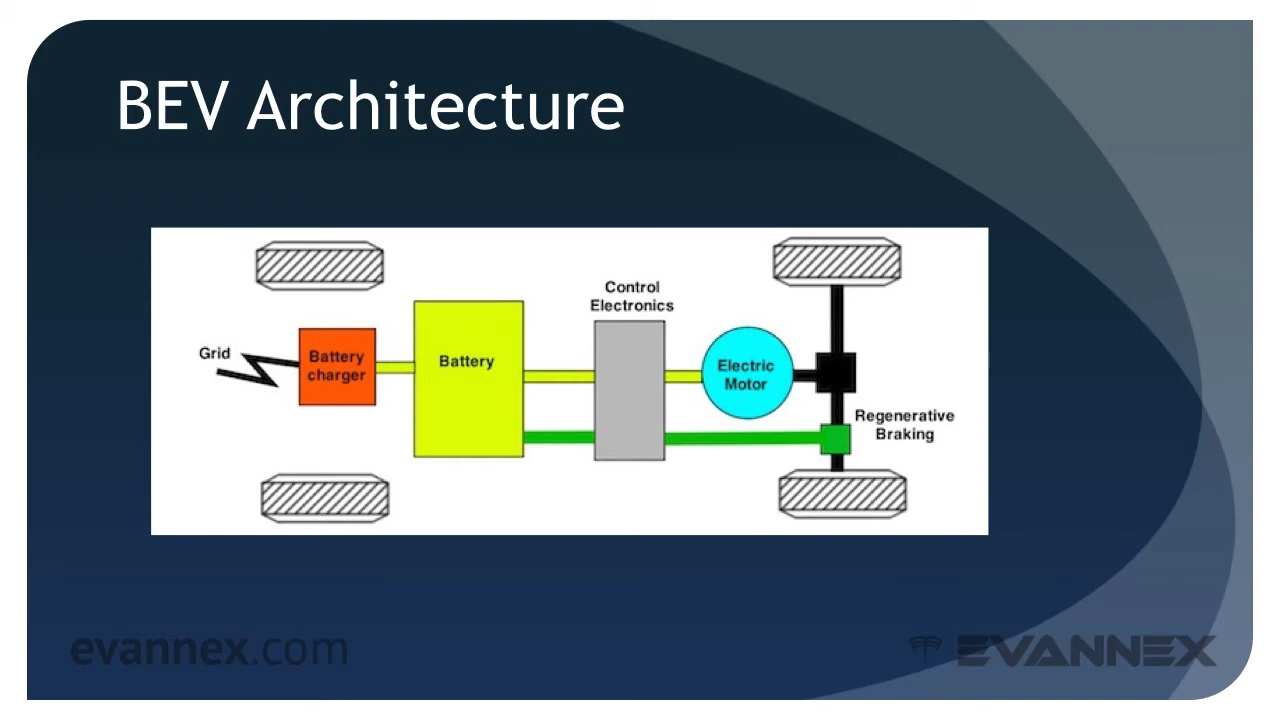 BEV Architecture
Control
Electronics
Grid
Battery
charger
Battery
Electric
Motor
Regenerative
Braking
evannex.com
EVANNEX